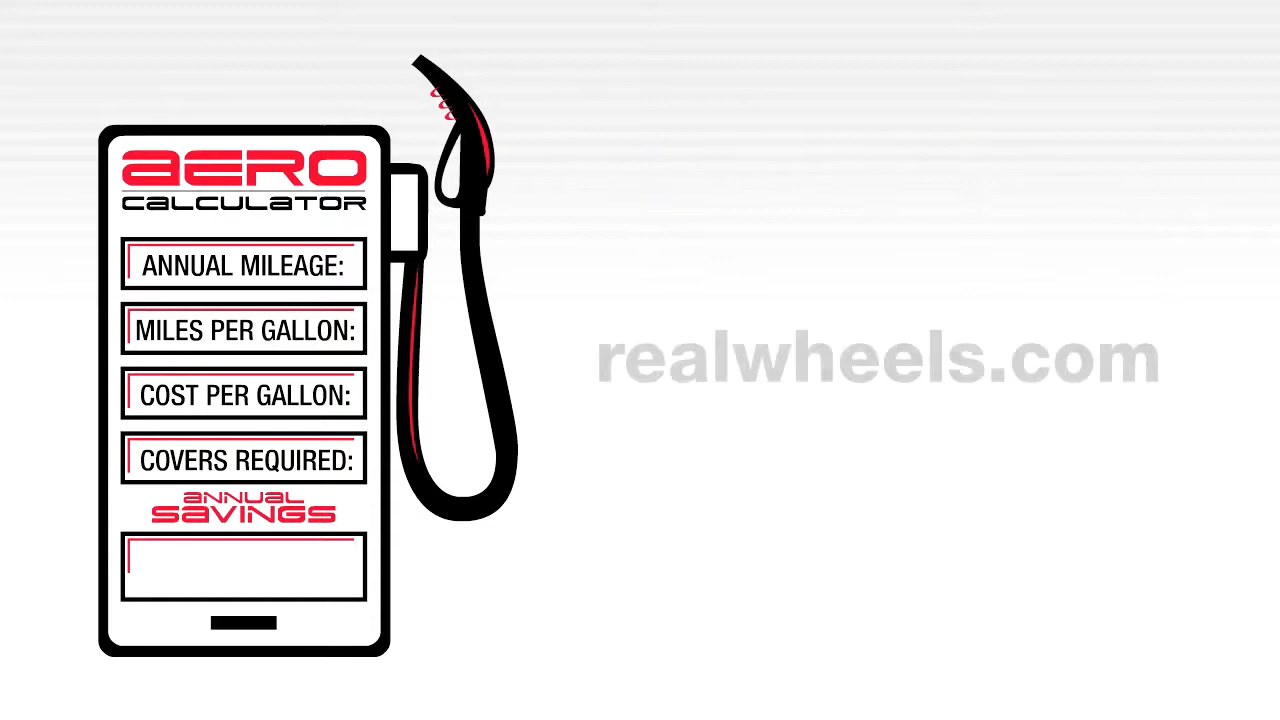 AERO
CALCULATOR
ANNUAL MILEAGE:
MILES PER GALLON:
COST PER GALLON:
COVERS REQUIRED:
ANNUAL
SAVINGS
realwheels.com